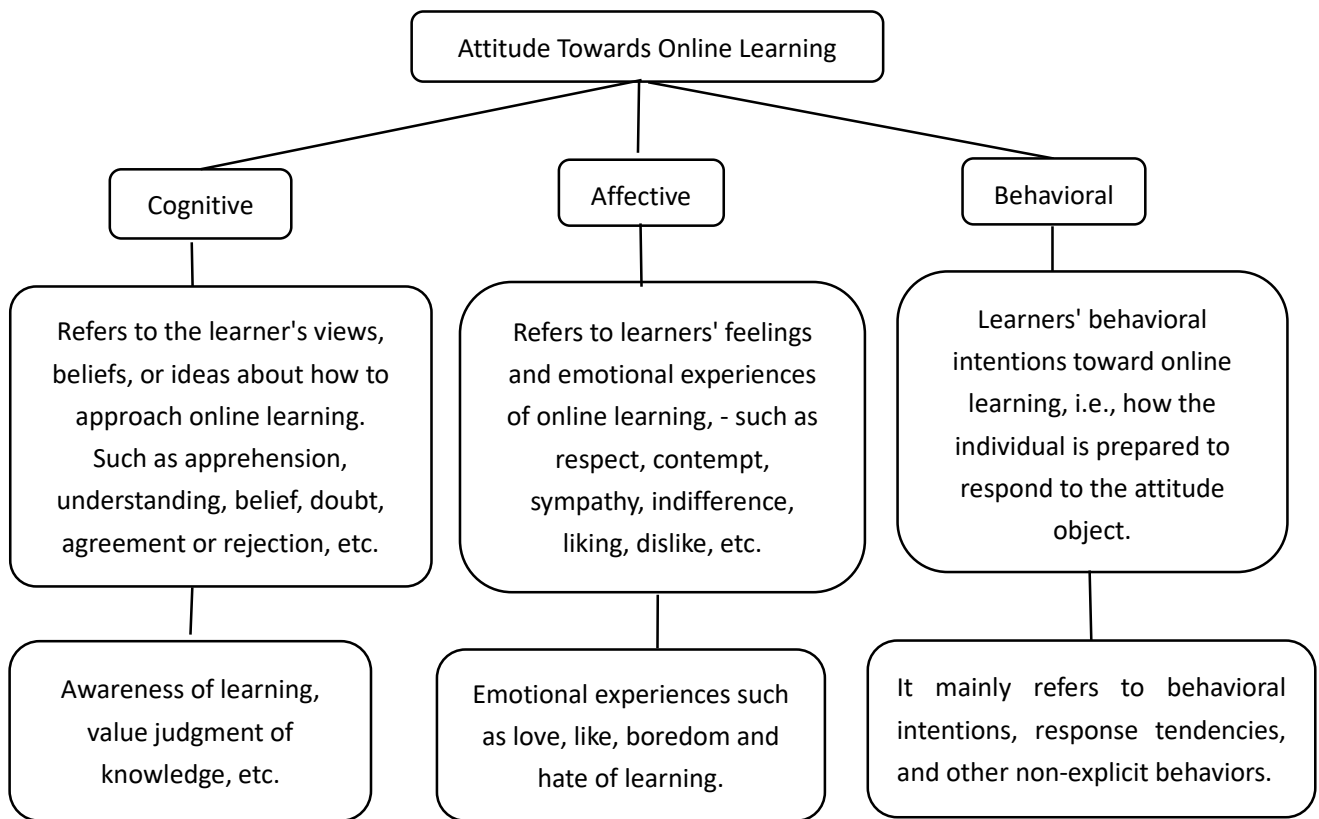 Attitude Towards Online Learning
Cognitive
Affective
Behavioral
Refers to the learner's views,
beliefs, or ideas about how to
approach online learning.
Such as apprehension,
understanding, belief, doubt,
agreement or rejection, etc.
Refers to learners' feelings
and emotional experiences
of online learning, - such as
respect, contempt,
sympathy, indifference,
liking, dislike, etc.
Learners' behavioral
intentions toward online
learning, i.e., how the
individual is prepared to
respond to the attitude
object.
Awareness of learning,
value judgment of
knowledge, etc.
Emotional experiences such
as love, like, boredom and
hate of learning.
It mainly refers to behavioral
intentions, response tendencies,
and other non-explicit behaviors.